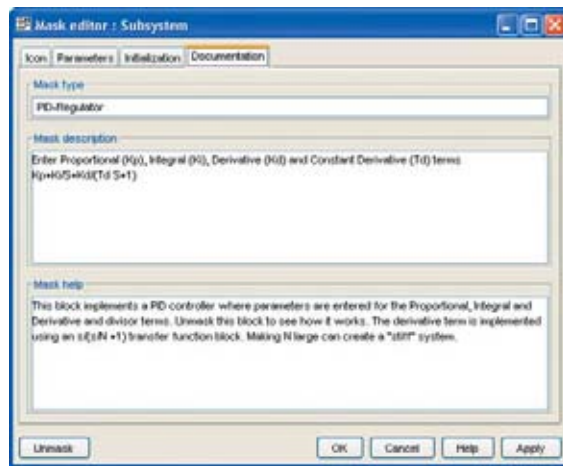 Mask editor : Subsystem
Icon Parameters Initialization Documentation
Mask type
PID-Regulator
Mask description
Enter Proportional (Kp), Integral (Ki), Derivative (Kd) and Constant Derivative (Td) terms
Kp+Ki/S+Kd/(Td S+1)
Mask help
This block implements a PID controller where parameters are entered for the Proportional, Integral and
Derivative and divisor terms. Unmask this block to see how it works. The derivative term is implemented
using an s/(s/N +1) transfer function block. Making N large can create a "stiff" system.
Unmask OK Cancel Help Apply